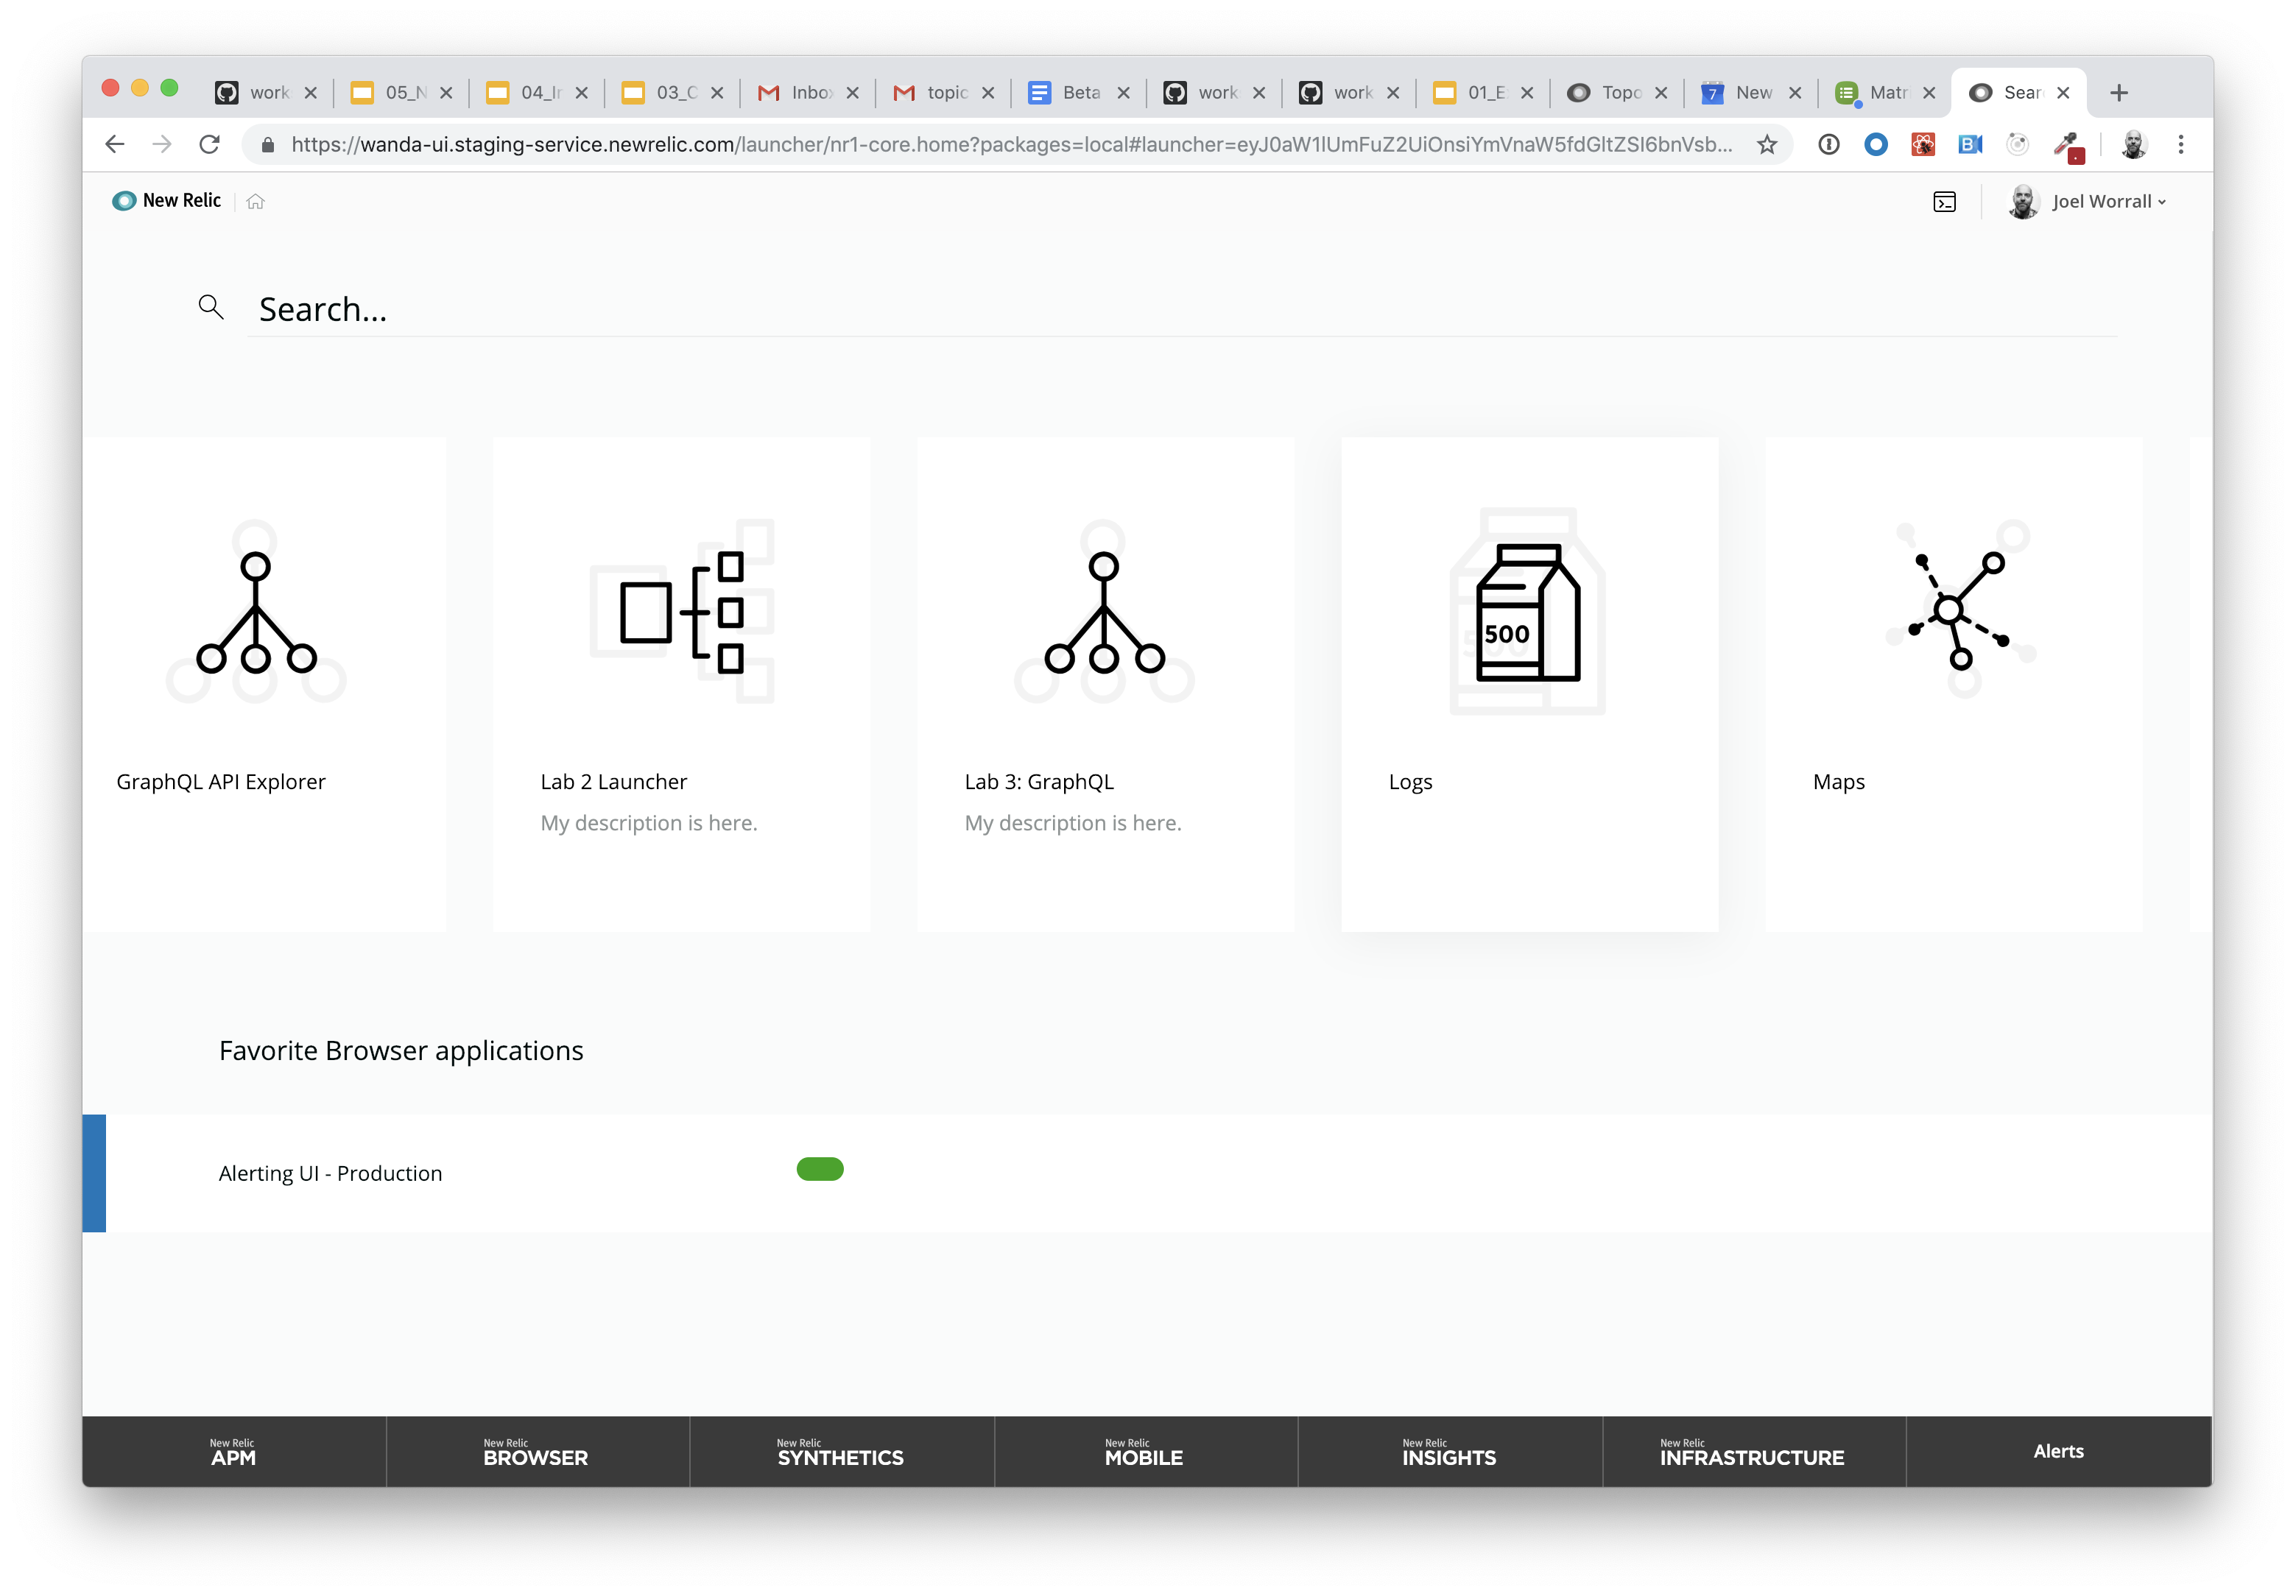 work 05_N 04_Ir 03_C Inbo topic Beta work work 01_E Topo 7 New Matr Sear
https://wanda-ui.staging-service.newrelic.com/launcher/nr1-core.home?packages=local#launcher=eyJ0aW1lUmFuZ2UiOnsiYmVnaW5fdGltZSI6bnVsb...
New Relic
Joel Worrall
Search...
500
GraphQL API Explorer
Lab 2 Launcher
My description is here.
Lab 3: GraphQL
My description is here.
Logs
Maps
Favorite Browser applications
Alerting UI - Production
New Relic
APM
New Relic
BROWSER
New Relic
SYNTHETICS
New Relic
MOBILE
New Relic
INSIGHTS
New Relic
INFRASTRUCTURE
Alerts